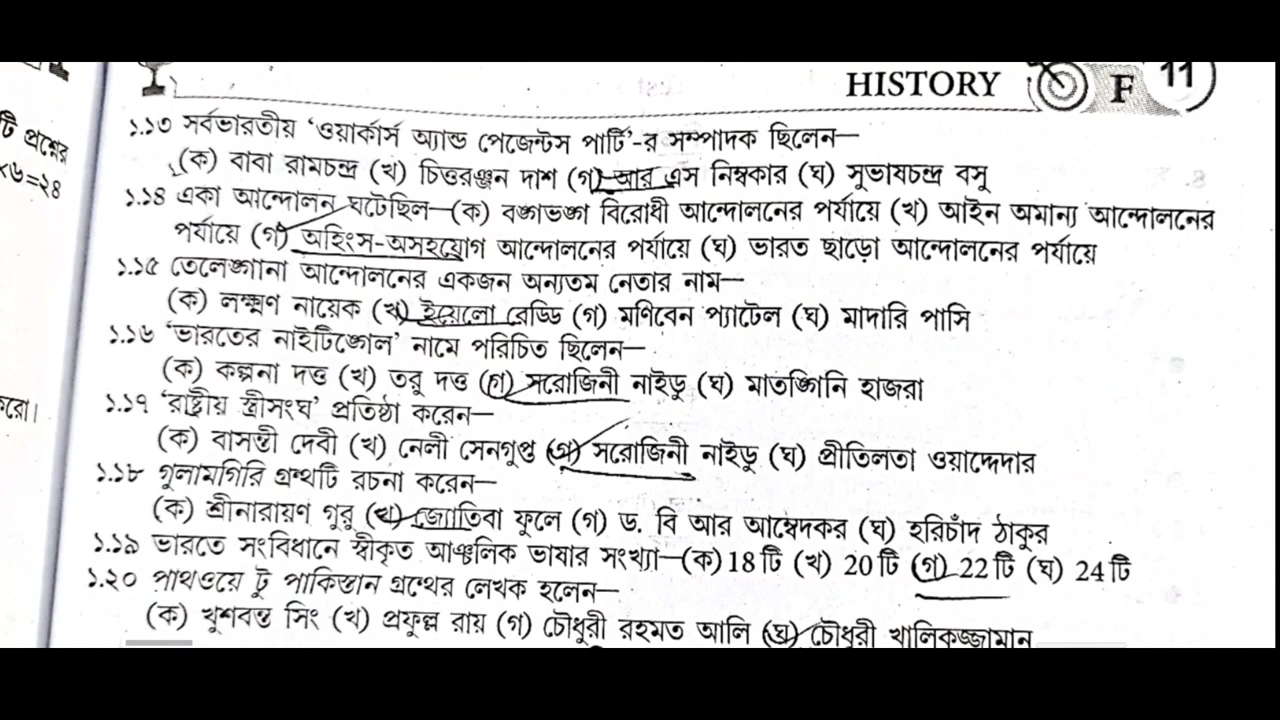 HISTORY F 11
টি প্রশ্নের
×৬=২৪
করো।
১.১৩ সর্বভারতীয় ‘ওয়ার্কার্স অ্যান্ড পেজেন্টস পার্টি’-র সম্পাদক ছিলেন—
(ক) বাবা রামচন্দ্র (খ) চিত্তরঞ্জন দাশ (গ) আর এস নিম্বকার (ঘ) সুভাষচন্দ্র বসু
১.১৪ একা আন্দোলন ঘটেছিল—(ক) বঙ্গভঙ্গ বিরোধী আন্দোলনের পর্যায়ে (খ) আইন অমান্য আন্দোলনের
পর্যায়ে (গ) অহিংস-অসহযোগ আন্দোলনের পর্যায়ে (ঘ) ভারত ছাড়ো আন্দোলনের পর্যায়ে
১.১৫ তেলেঙ্গানা আন্দোলনের একজন অন্যতম নেতার নাম—
(ক) লক্ষ্মণ নায়েক (খ) ইয়েলো রেড্ডি (গ) মণিবেন প্যাটেল (ঘ) মাদারি পাসি
১.১৬ ‘ভারতের নাইটিঙ্গেল’ নামে পরিচিত ছিলেন—
(ক) কল্পনা দত্ত (খ) তরু দত্ত (গ) সরোজিনী নাইডু (ঘ) মাতঙ্গিনি হাজরা
১.১৭ ‘রাষ্ট্রীয় স্ত্রীসংঘ’ প্রতিষ্ঠা করেন—
(ক) বাসন্তী দেবী (খ) নেলী সেনগুপ্ত (গ) সরোজিনী নাইডু (ঘ) প্রীতিলতা ওয়াদ্দেদার
১.১৮ গুলামগিরি গ্রন্থটি রচনা করেন—
(ক) শ্রীনারায়ণ গুরু (খ) জ্যোতিবা ফুলে (গ) ড. বি আর আম্বেদকর (ঘ) হরিচাঁদ ঠাকুর
১.১৯ ভারতে সংবিধানে স্বীকৃত আঞ্চলিক ভাষার সংখ্যা—(ক) 18 টি (খ) 20 টি (গ) 22 টি (ঘ) 24 টি
১.২০ পাথওয়ে টু পাকিস্তান গ্রন্থের লেখক হলেন—
(ক) খুশবন্ত সিং (খ) প্রফুল্ল রায় (গ) চৌধুরী রহমত আলি (ঘ) চৌধুরী খালিকজ্জামান